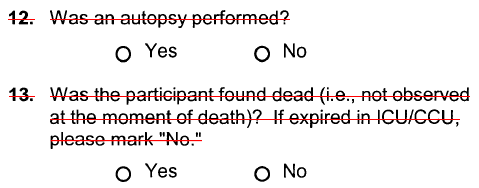 12. Was an autopsy performed?
Yes No
13. Was the participant found dead (i.e., not observed
at the moment of death)? If expired in ICU/CCU,
please mark "No."
Yes No